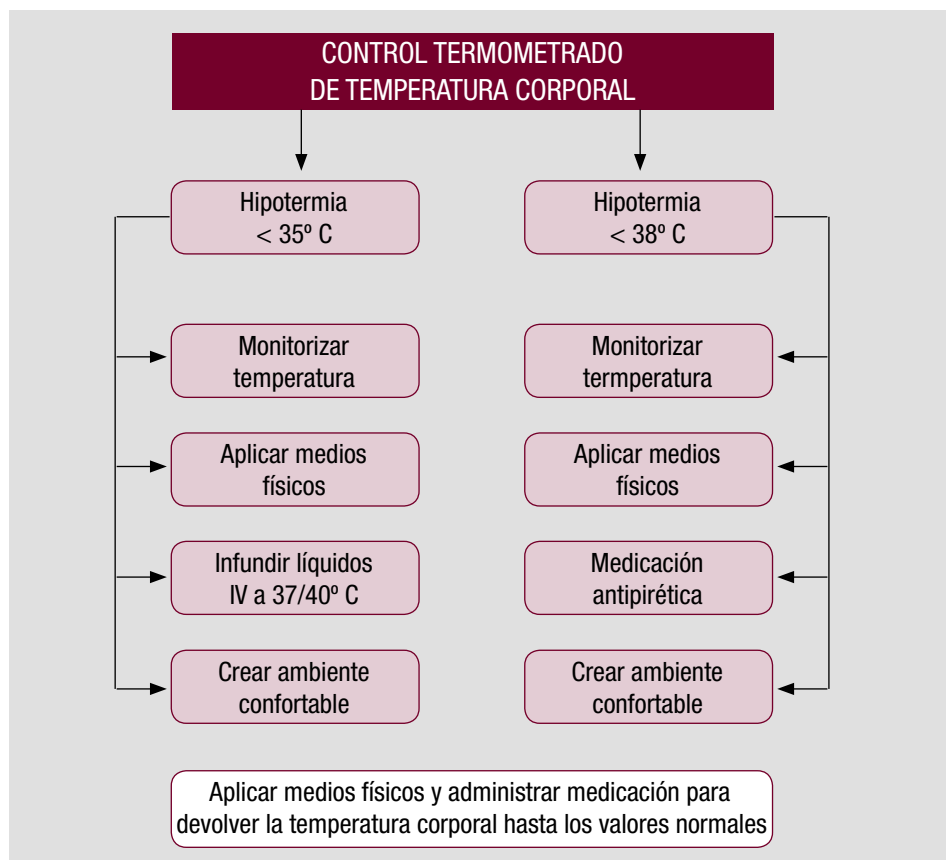 CONTROL TERMOMETRADO
DE TEMPERATURA CORPORAL
Hipotermia
< 35º C
Monitorizar
temperatura
Aplicar medios
físicos
Infundir líquidos
IV a 37/40º C
Crear ambiente
confortable
Hipotermia
< 38º C
Monitorizar
termperatura
Aplicar medios
físicos
Medicación
antipirética
Crear ambiente
confortable
Aplicar medios físicos y administrar medicación para
devolver la temperatura corporal hasta los valores normales